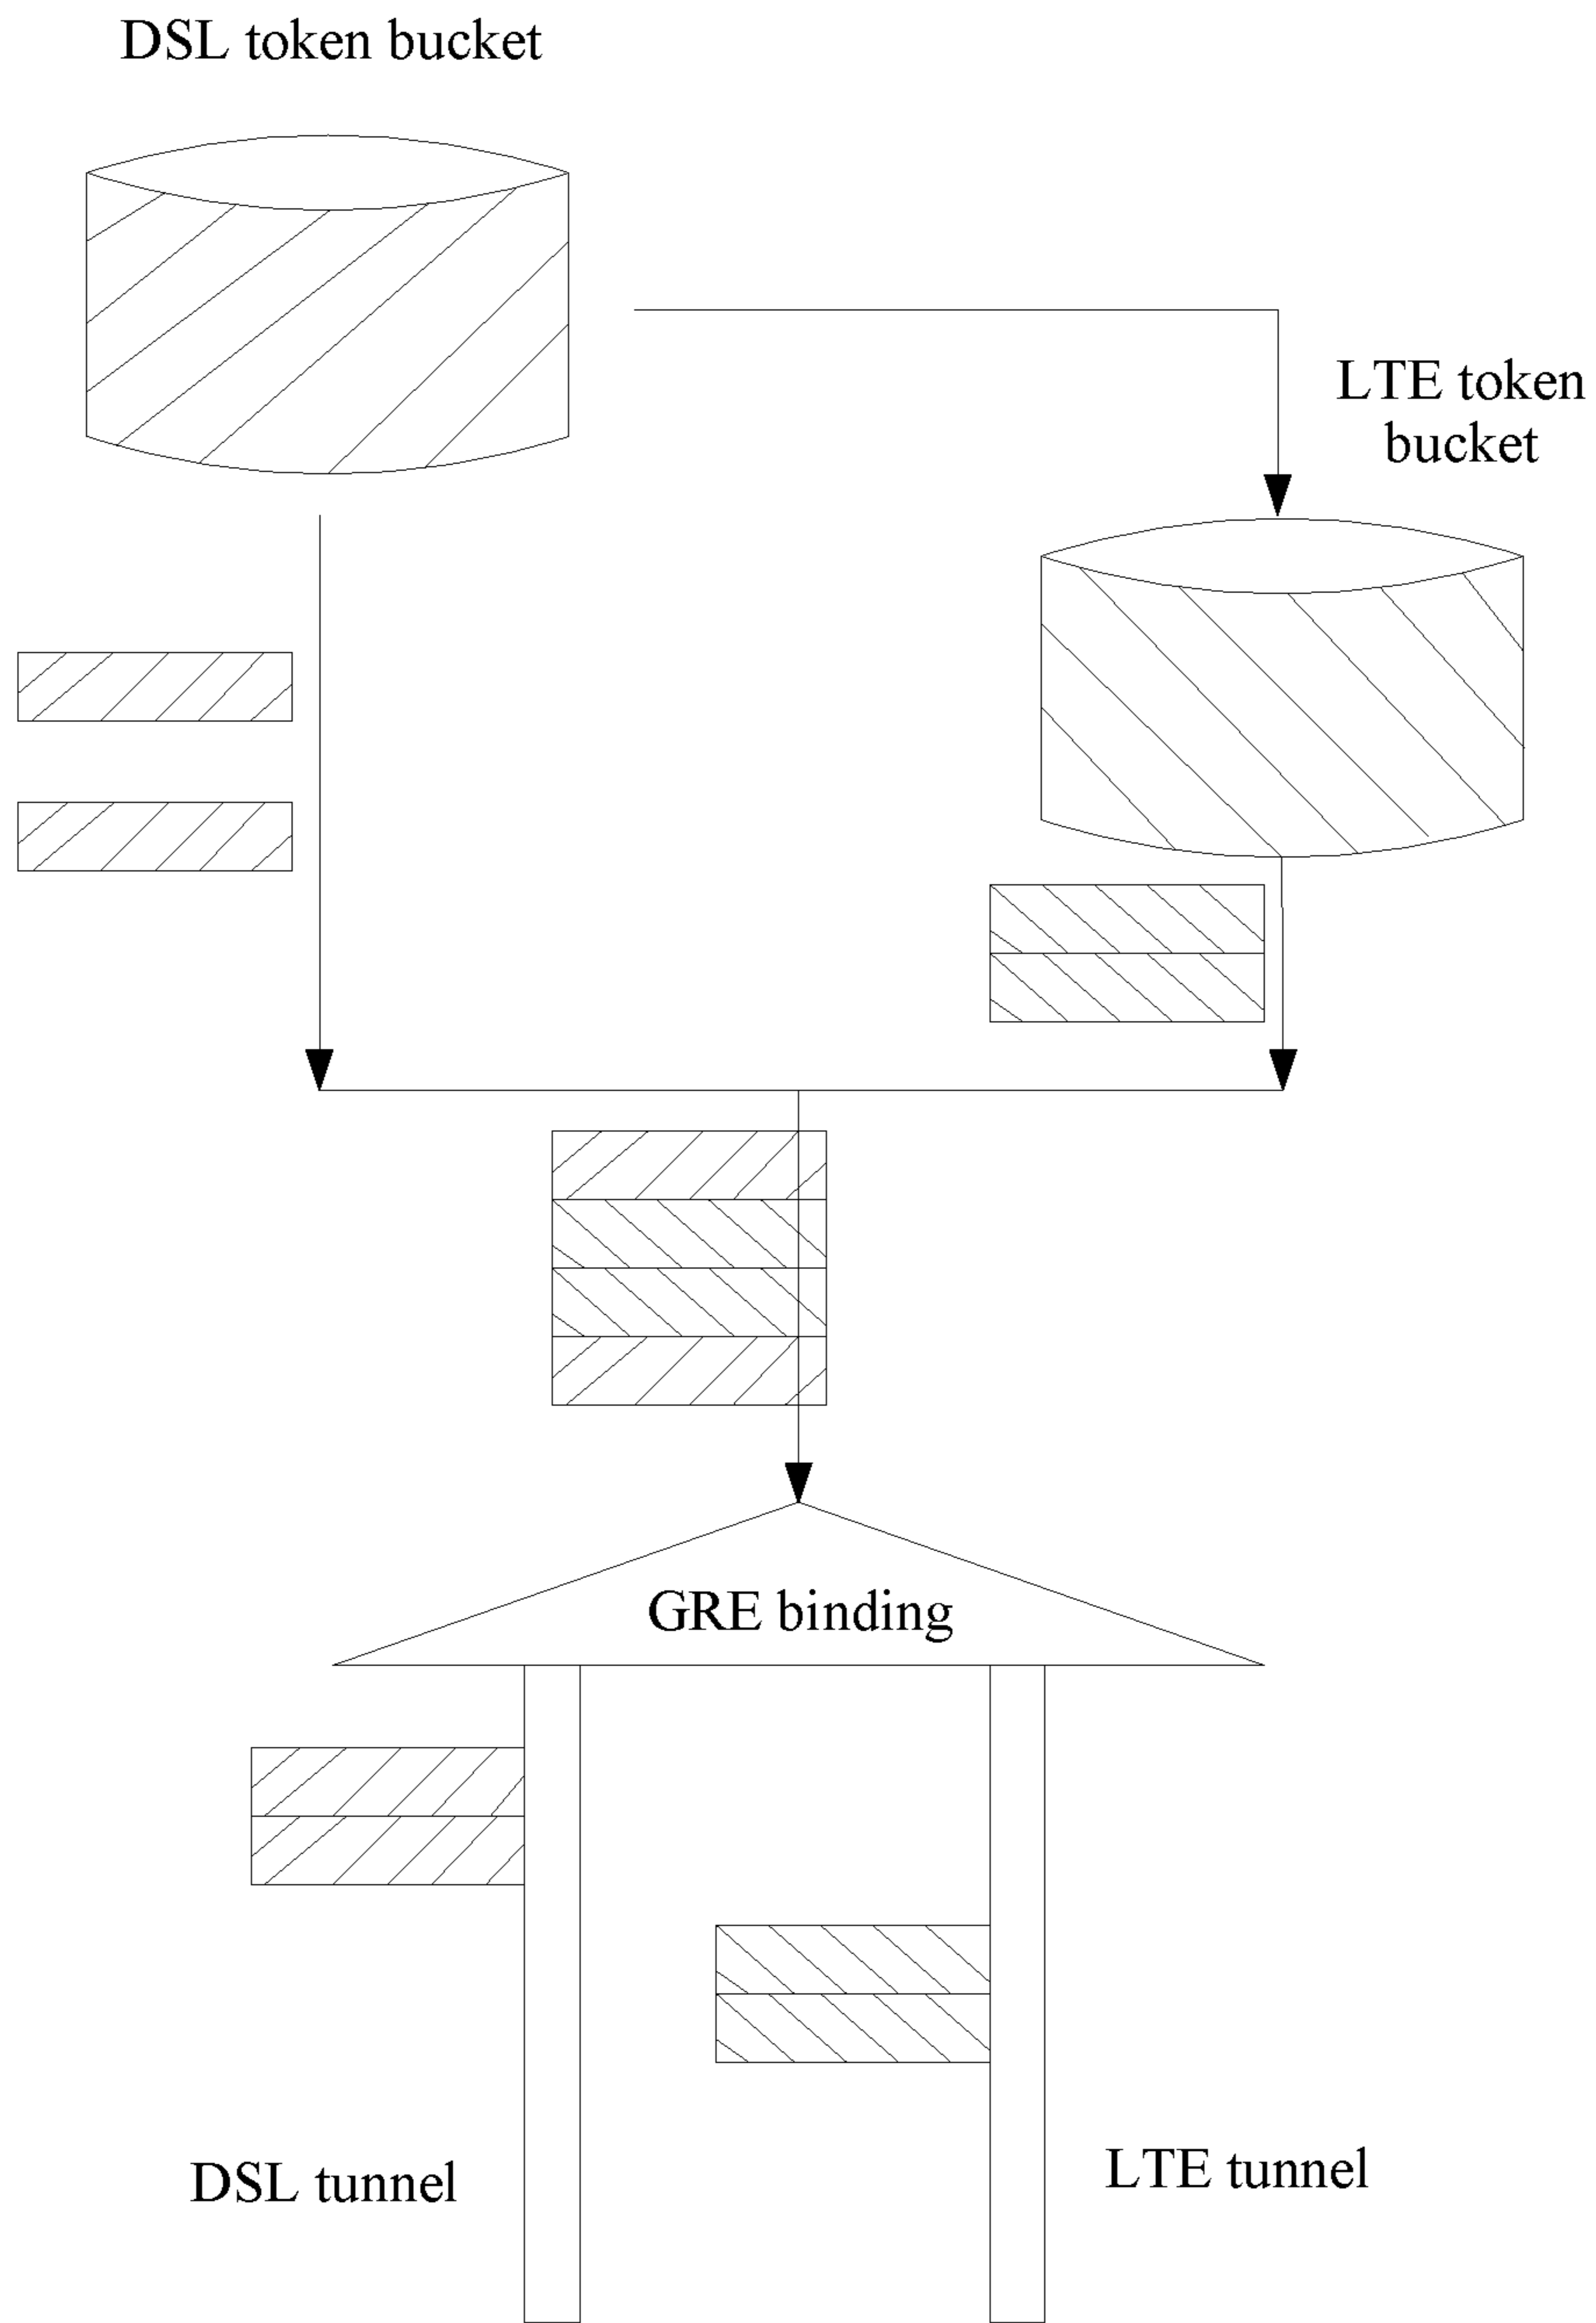 DSL token bucket
LTE token
bucket
GRE binding
DSL tunnel
LTE tunnel